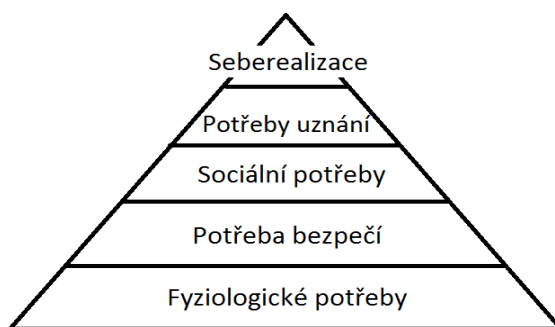 Seberealizace
Potřeby uznání
Sociální potřeby
Potřeba bezpečí
Fyziologické potřeby